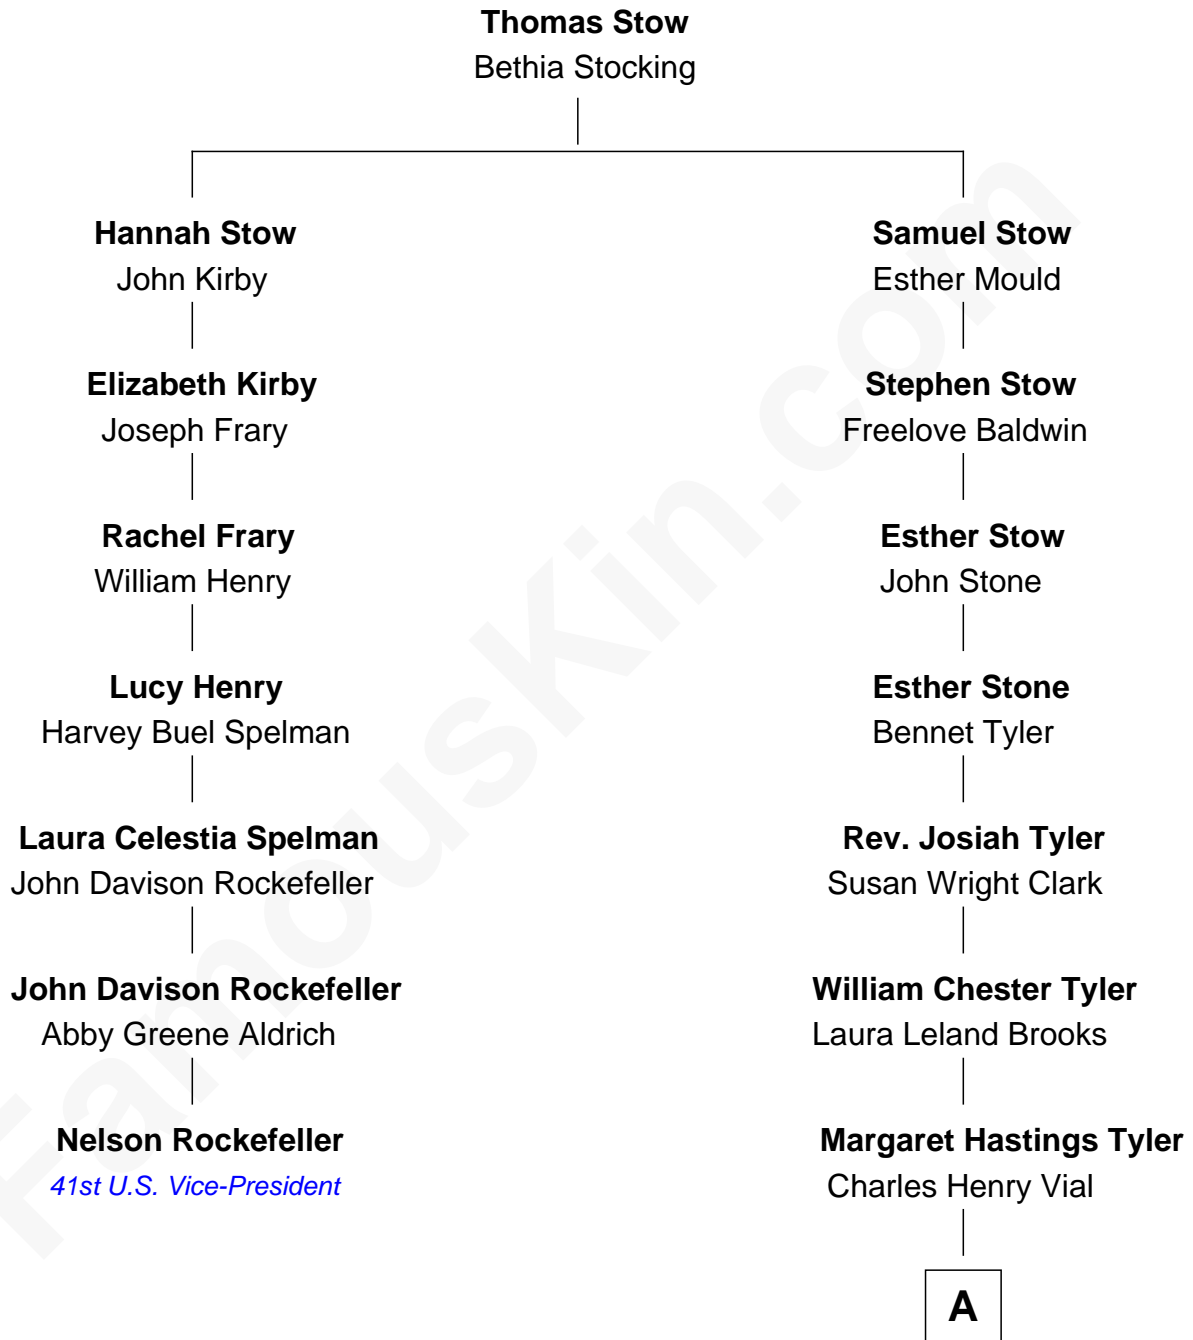 Thomas Stow
Bethia Stocking
Hannah Stow
John Kirby
Samuel Stow
Esther Mould
Elizabeth Kirby
Joseph Frary
Stephen Stow
Freelove Baldwin
Rachel Frary
William Henry
Esther Stow
John Stone
Lucy Henry
Harvey Buel Spelman
Esther Stone
Bennet Tyler
Laura Celestia Spelman
John Davison Rockefeller
Rev. Josiah Tyler
Susan Wright Clark
John Davison Rockefeller
Abby Greene Aldrich
William Chester Tyler
Laura Leland Brooks
Nelson Rockefeller
41st U.S. Vice-President
Margaret Hastings Tyler
Charles Henry Vial
A
FamousKin.com